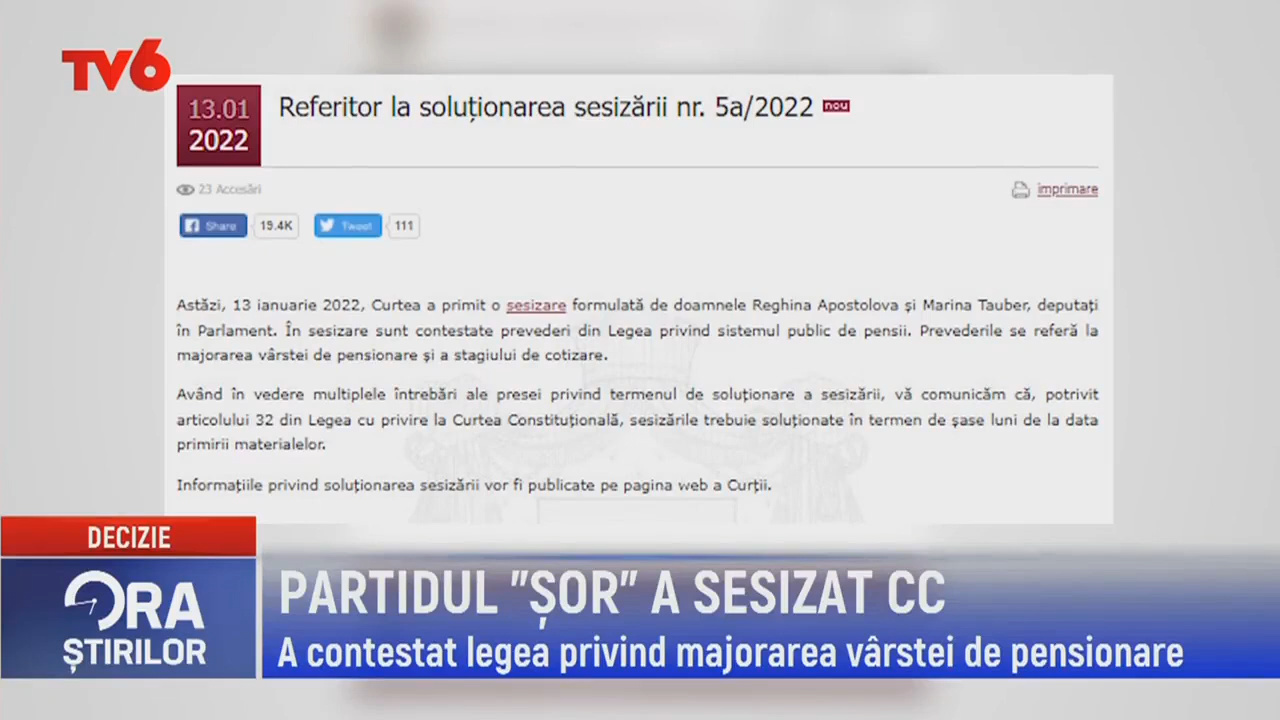 TV6
13.01
2022
Referitor la soluționarea sesizării nr. 5a/2022 nou
23 Accesări
imprimare
Share 19.4K Tweet 111
Astăzi, 13 ianuarie 2022, Curtea a primit o sesizare formulată de doamnele Reghina Apostolova și Marina Tauber, deputați
în Parlament. În sesizare sunt contestate prevederi din Legea privind sistemul public de pensii. Prevederile se referă la
majorarea vârstei de pensionare și a stagiului de cotizare.
Având în vedere multiplele întrebări ale presei privind termenul de soluționare a sesizării, vă comunicăm că, potrivit
articolului 32 din Legea cu privire la Curtea Constituțională, sesizările trebuie soluționate în termen de șase luni de la data
primirii materialelor.
Informațiile privind soluționarea sesizării vor fi publicate pe pagina web a Curții.
DECIZIE
ORA
ȘTIRILOR
PARTIDUL "ȘOR" A SESIZAT CC
A contestat legea privind majorarea vârstei de pensionare